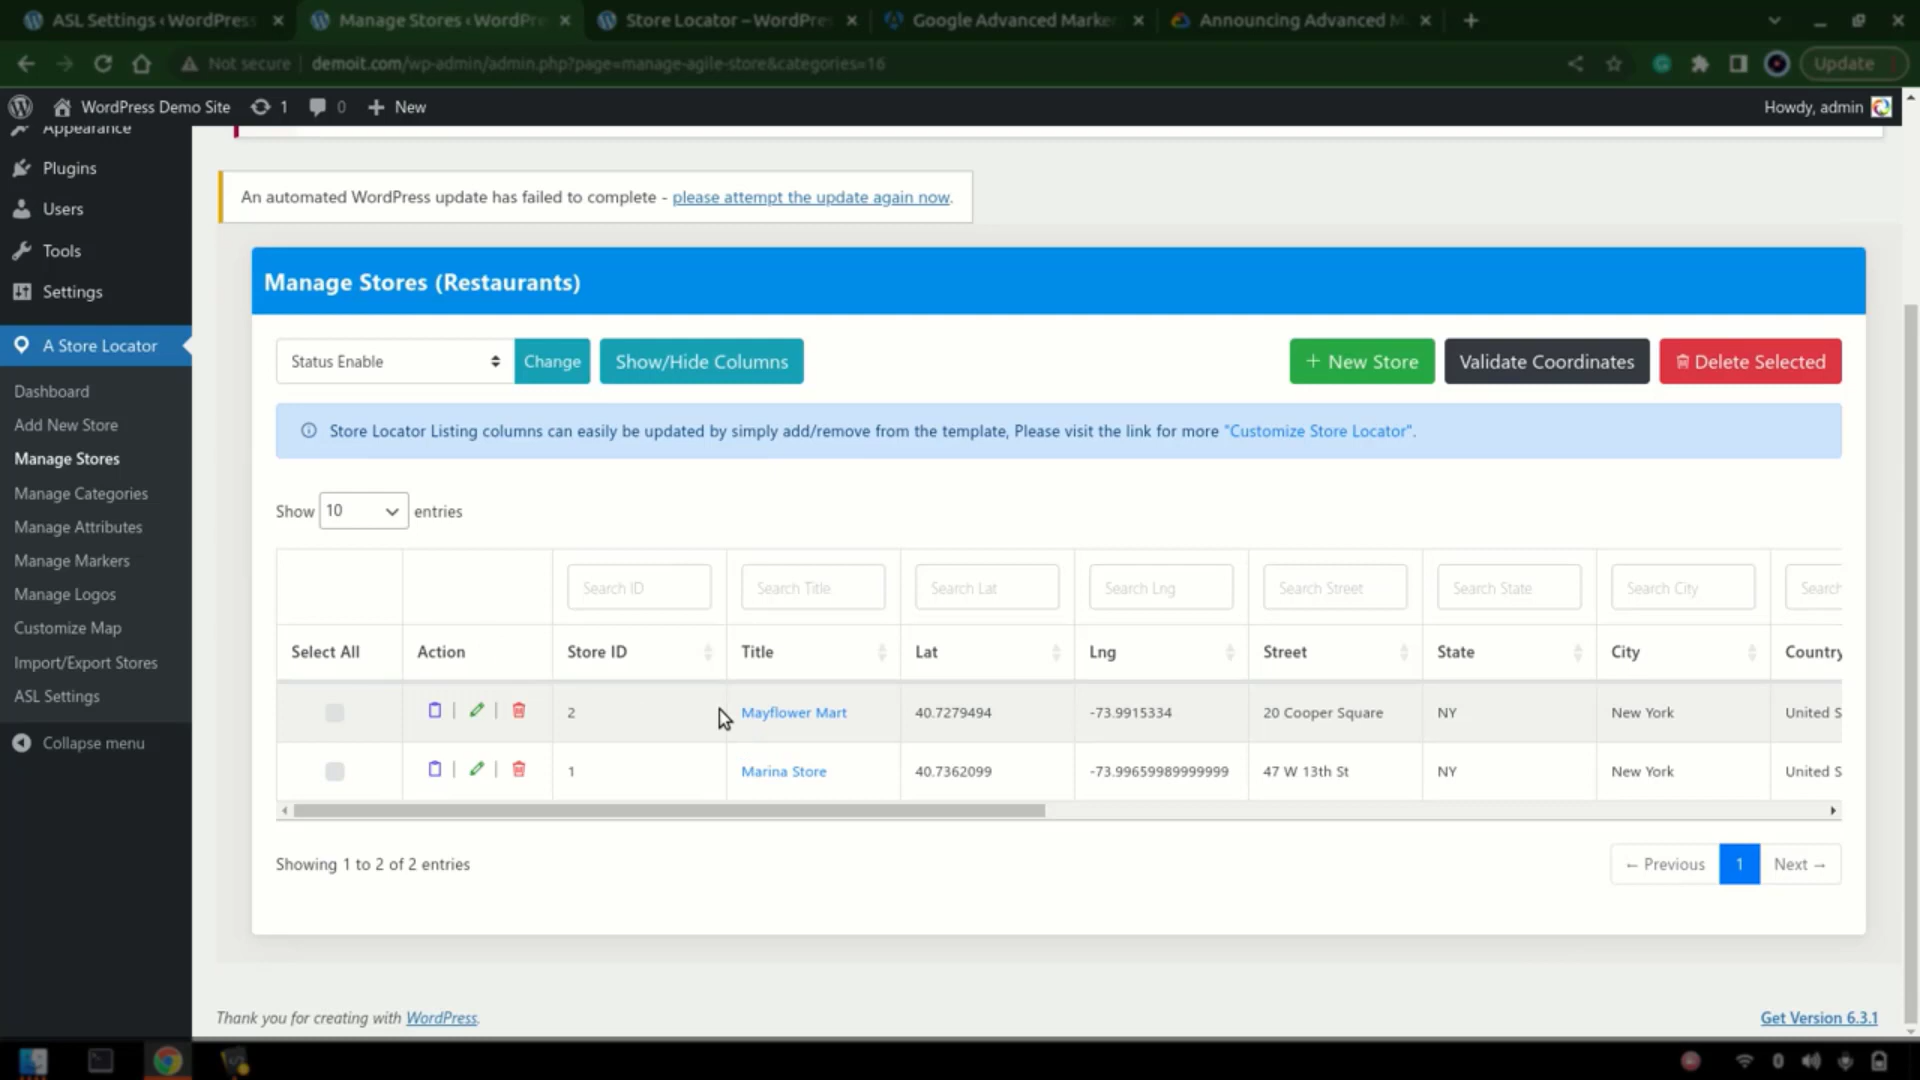 ASL Settings ‹ WordPress
Manage Stores ‹ WordPre
Store Locator – WordPres
Google Advanced Marke
Announcing Advanced M
Not secure
demoit.com/wp-admin/admin.php?page=manage-agile-store&categories=16
Update
WordPress Demo Site
1
0
New
Howdy, admin
Appearance
Plugins
Users
Tools
Settings
A Store Locator
Dashboard
Add New Store
Manage Stores
Manage Categories
Manage Attributes
Manage Markers
Manage Logos
Customize Map
Import/Export Stores
ASL Settings
Collapse menu
An automated WordPress update has failed to complete - please attempt the update again now.
Manage Stores (Restaurants)
Status Enable
Change
Show/Hide Columns
+ New Store
Validate Coordinates
Delete Selected
Store Locator Listing columns can easily be updated by simply add/remove from the template, Please visit the link for more "Customize Store Locator".
Show 10 entries
Search ID
Search Title
Search Lat
Search Lng
Search Street
Search State
Search City
Search
Select All
Action
Store ID
Title
Lat
Lng
Street
State
City
Country
2
Mayflower Mart
40.7279494
-73.9915334
20 Cooper Square
NY
New York
United S
1
Marina Store
40.7362099
-73.99659989999999
47 W 13th St
NY
New York
United S
Showing 1 to 2 of 2 entries
← Previous
1
Next →
Thank you for creating with WordPress.
Get Version 6.3.1